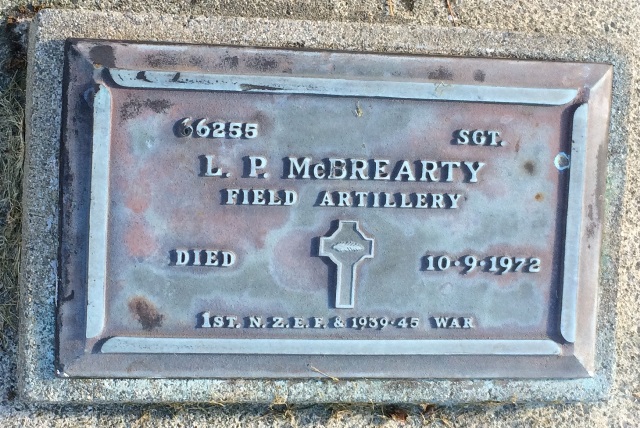 66255 SGT.
L. P. McBREARTY
FIELD ARTILLERY
DIED 10·9·1972
1ST. N.Z.E.F. & 1939-45 WAR